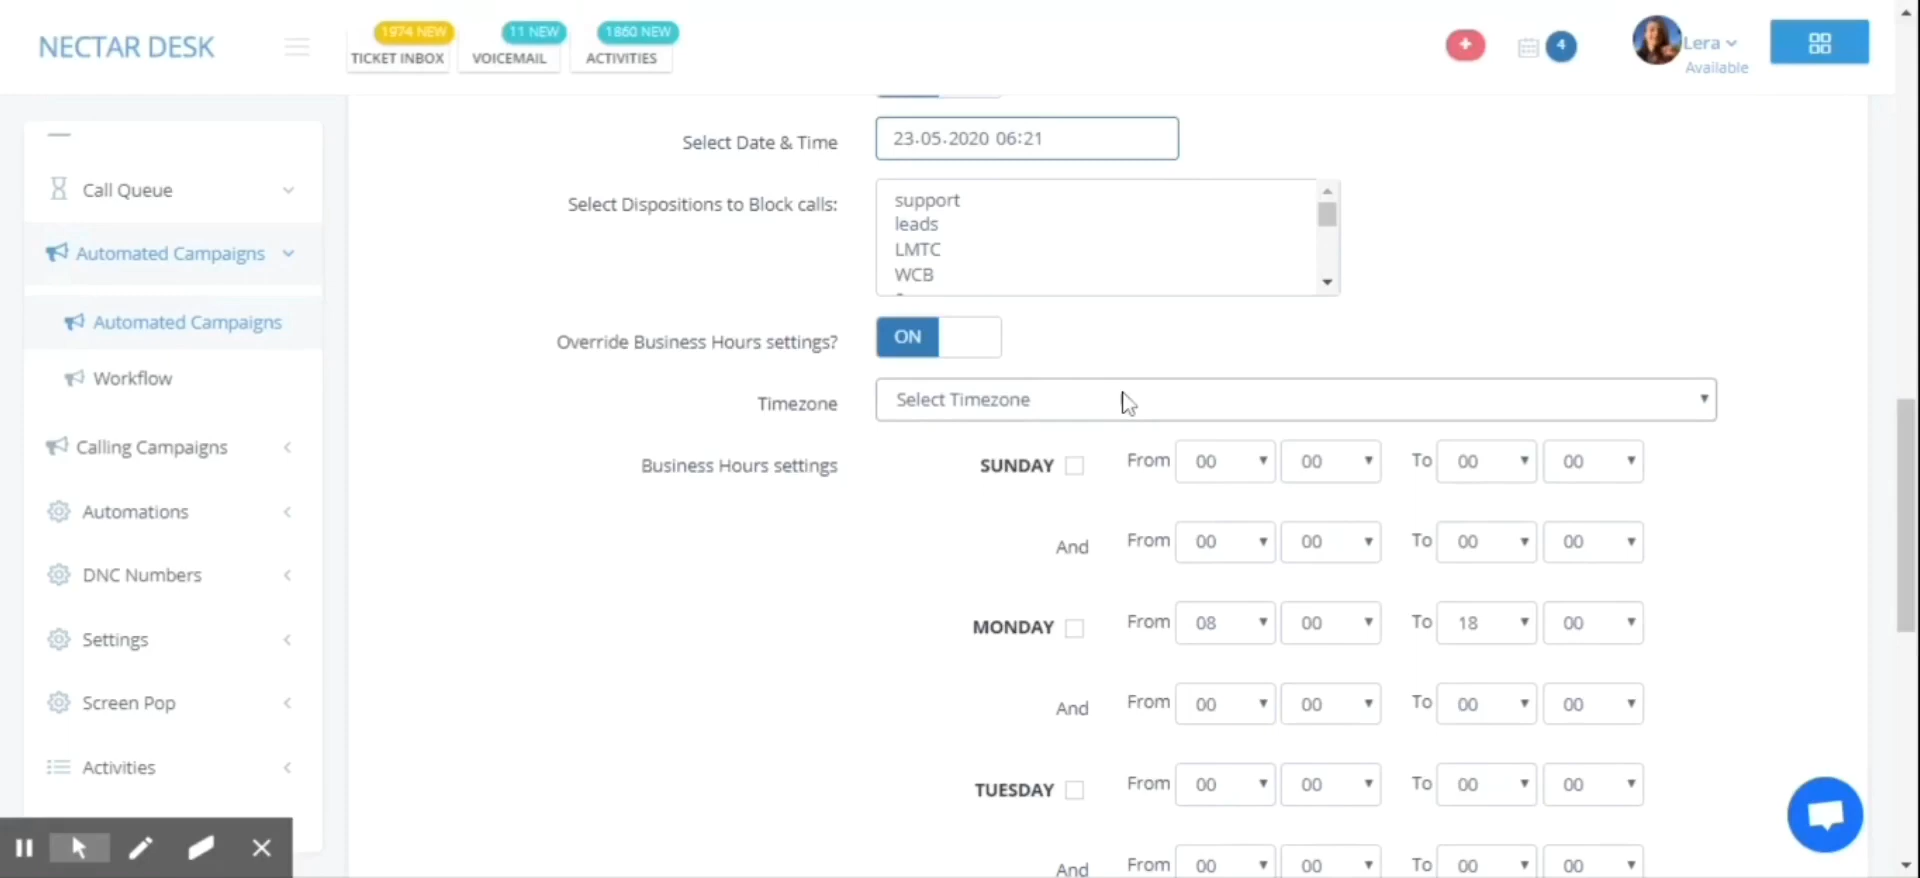 NECTAR DESK
1974 NEW
TICKET INBOX
11 NEW
VOICEMAIL
1860 NEW
ACTIVITIES
4
Lera
Available
Call Queue
Automated Campaigns
Automated Campaigns
Workflow
Calling Campaigns
Automations
DNC Numbers
Settings
Screen Pop
Activities
Select Date & Time
23.05.2020 06:21
Select Dispositions to Block calls:
support
leads
LMTC
WCB
Override Business Hours settings?
ON
Timezone
Select Timezone
Business Hours settings
SUNDAY From 00 00 To 00 00
And From 00 00 To 00 00
MONDAY From 08 00 To 18 00
And From 00 00 To 00 00
TUESDAY From 00 00 To 00 00
And From 00 00 To 00 00